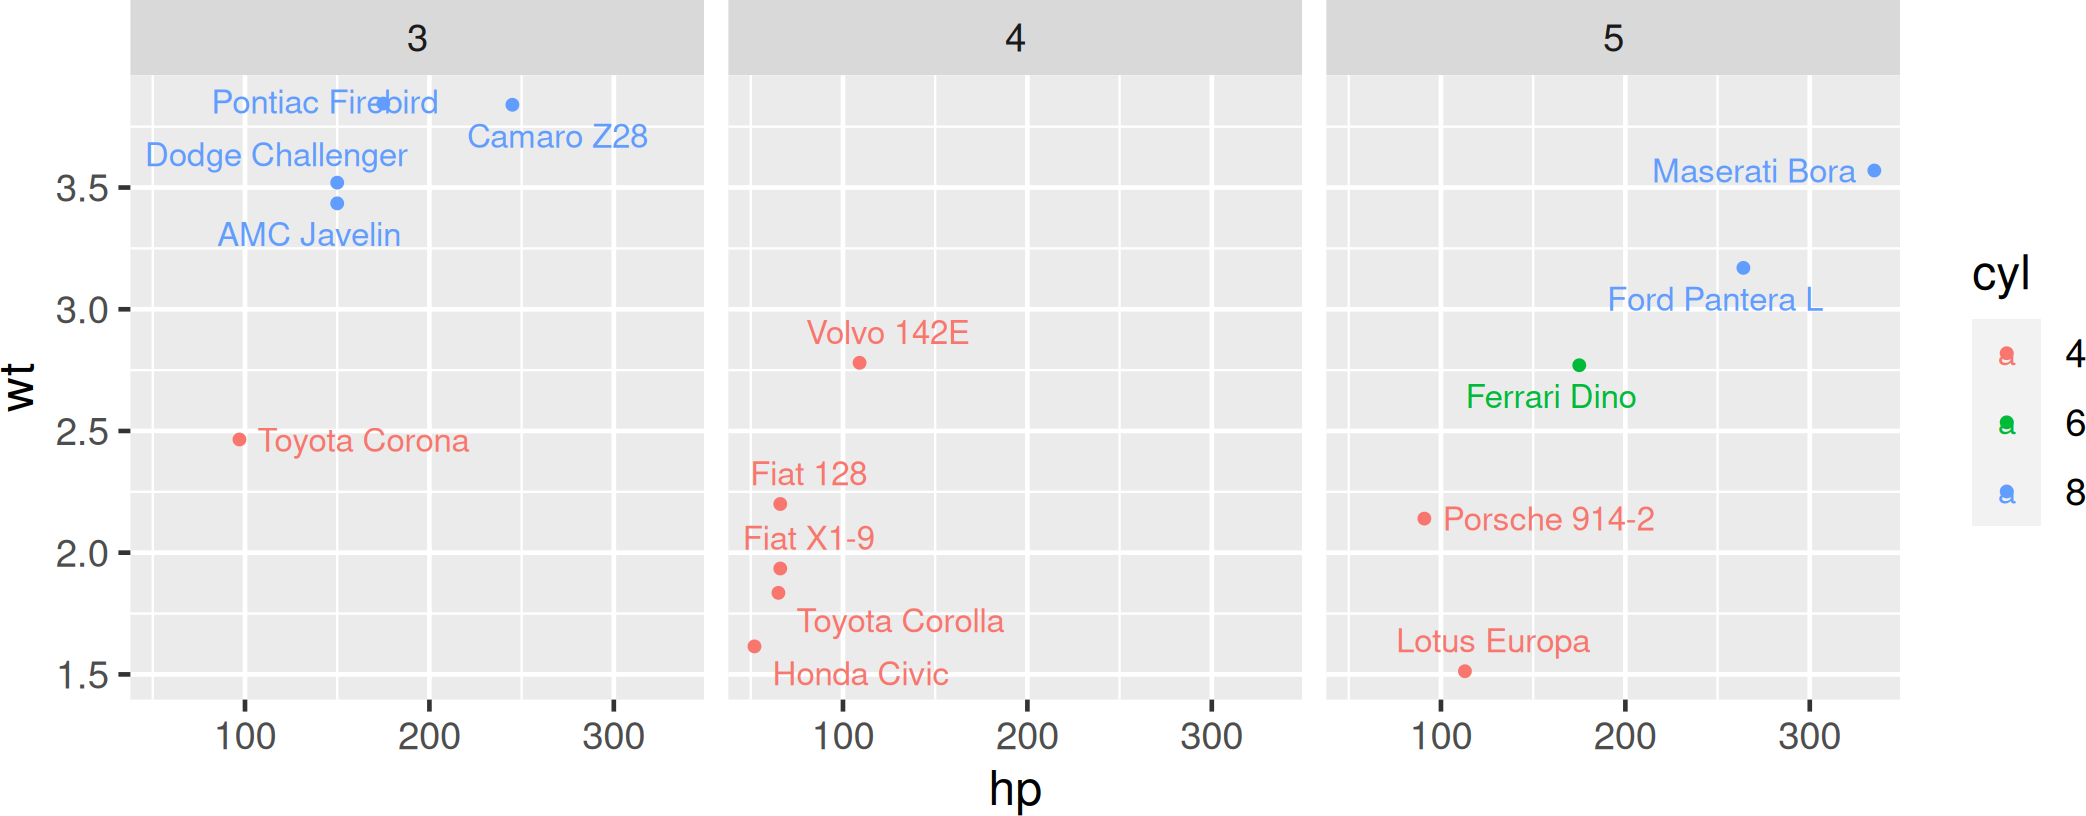 3 4 5
Pontiac Firebird
Camaro Z28
Dodge Challenger
AMC Javelin
Toyota Corona
Volvo 142E
Fiat 128
Fiat X1-9
Toyota Corolla
Honda Civic
Maserati Bora
Ford Pantera L
Ferrari Dino
Porsche 914-2
Lotus Europa
3.5
3.0
2.5
2.0
1.5
wt
100 200 300 100 200 300 100 200 300
hp
cyl
a 4
a 6
a 8